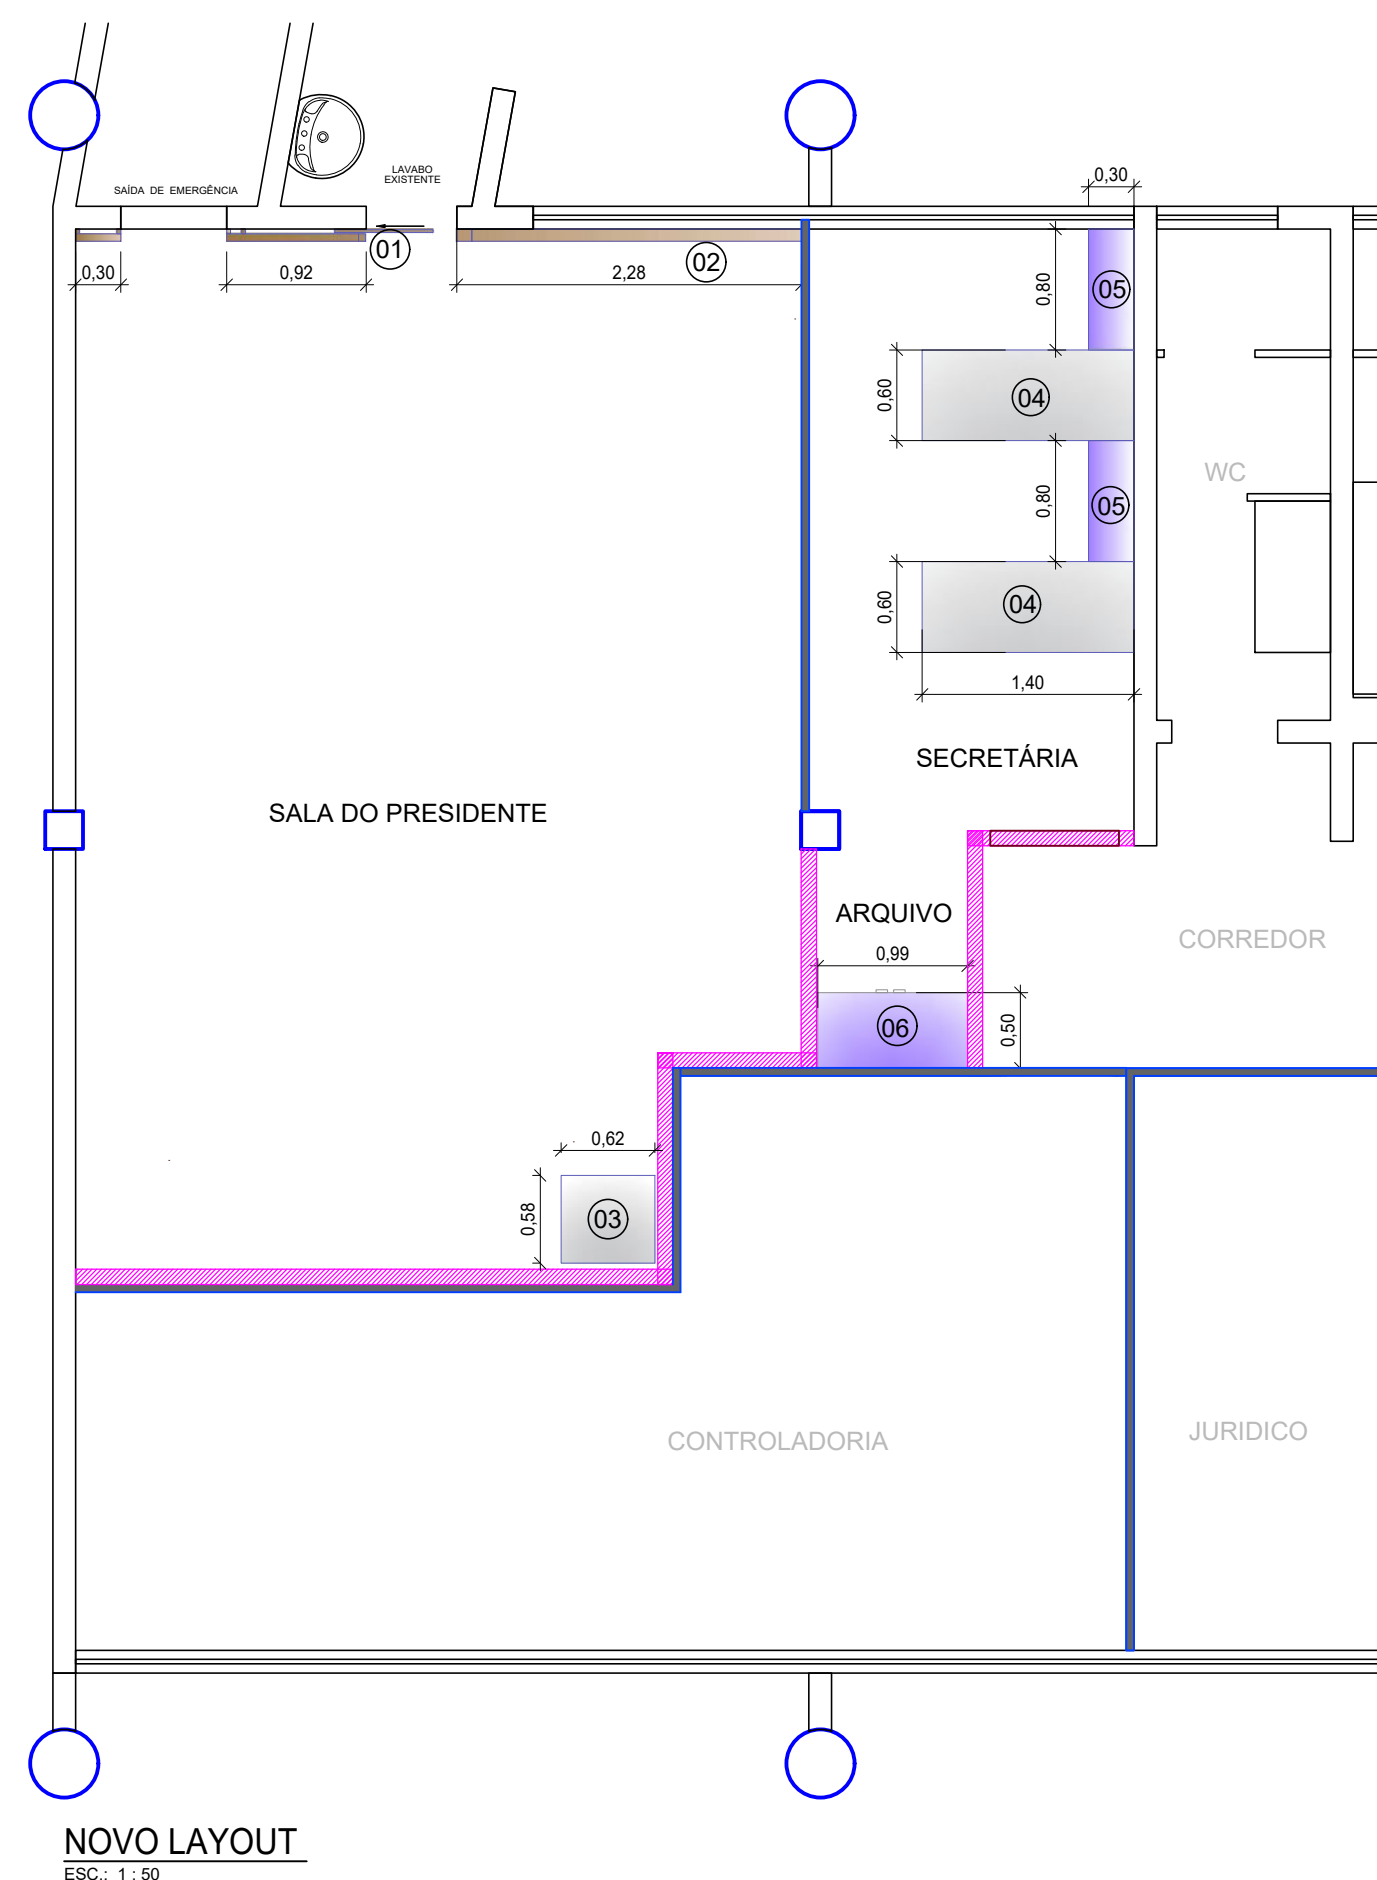 LAVABO
EXISTENTE
SAÍDA DE EMERGÊNCIA
0,30
01
02
0,30
0,92
2,28
0,80
05
0,60
04
WC
0,80
05
0,60
04
1,40
SECRETÁRIA
SALA DO PRESIDENTE
ARQUIVO
CORREDOR
0,99
06
0,50
0,62
0,58
03
CONTROLADORIA
JURIDICO
NOVO LAYOUT
ESC.: 1 : 50